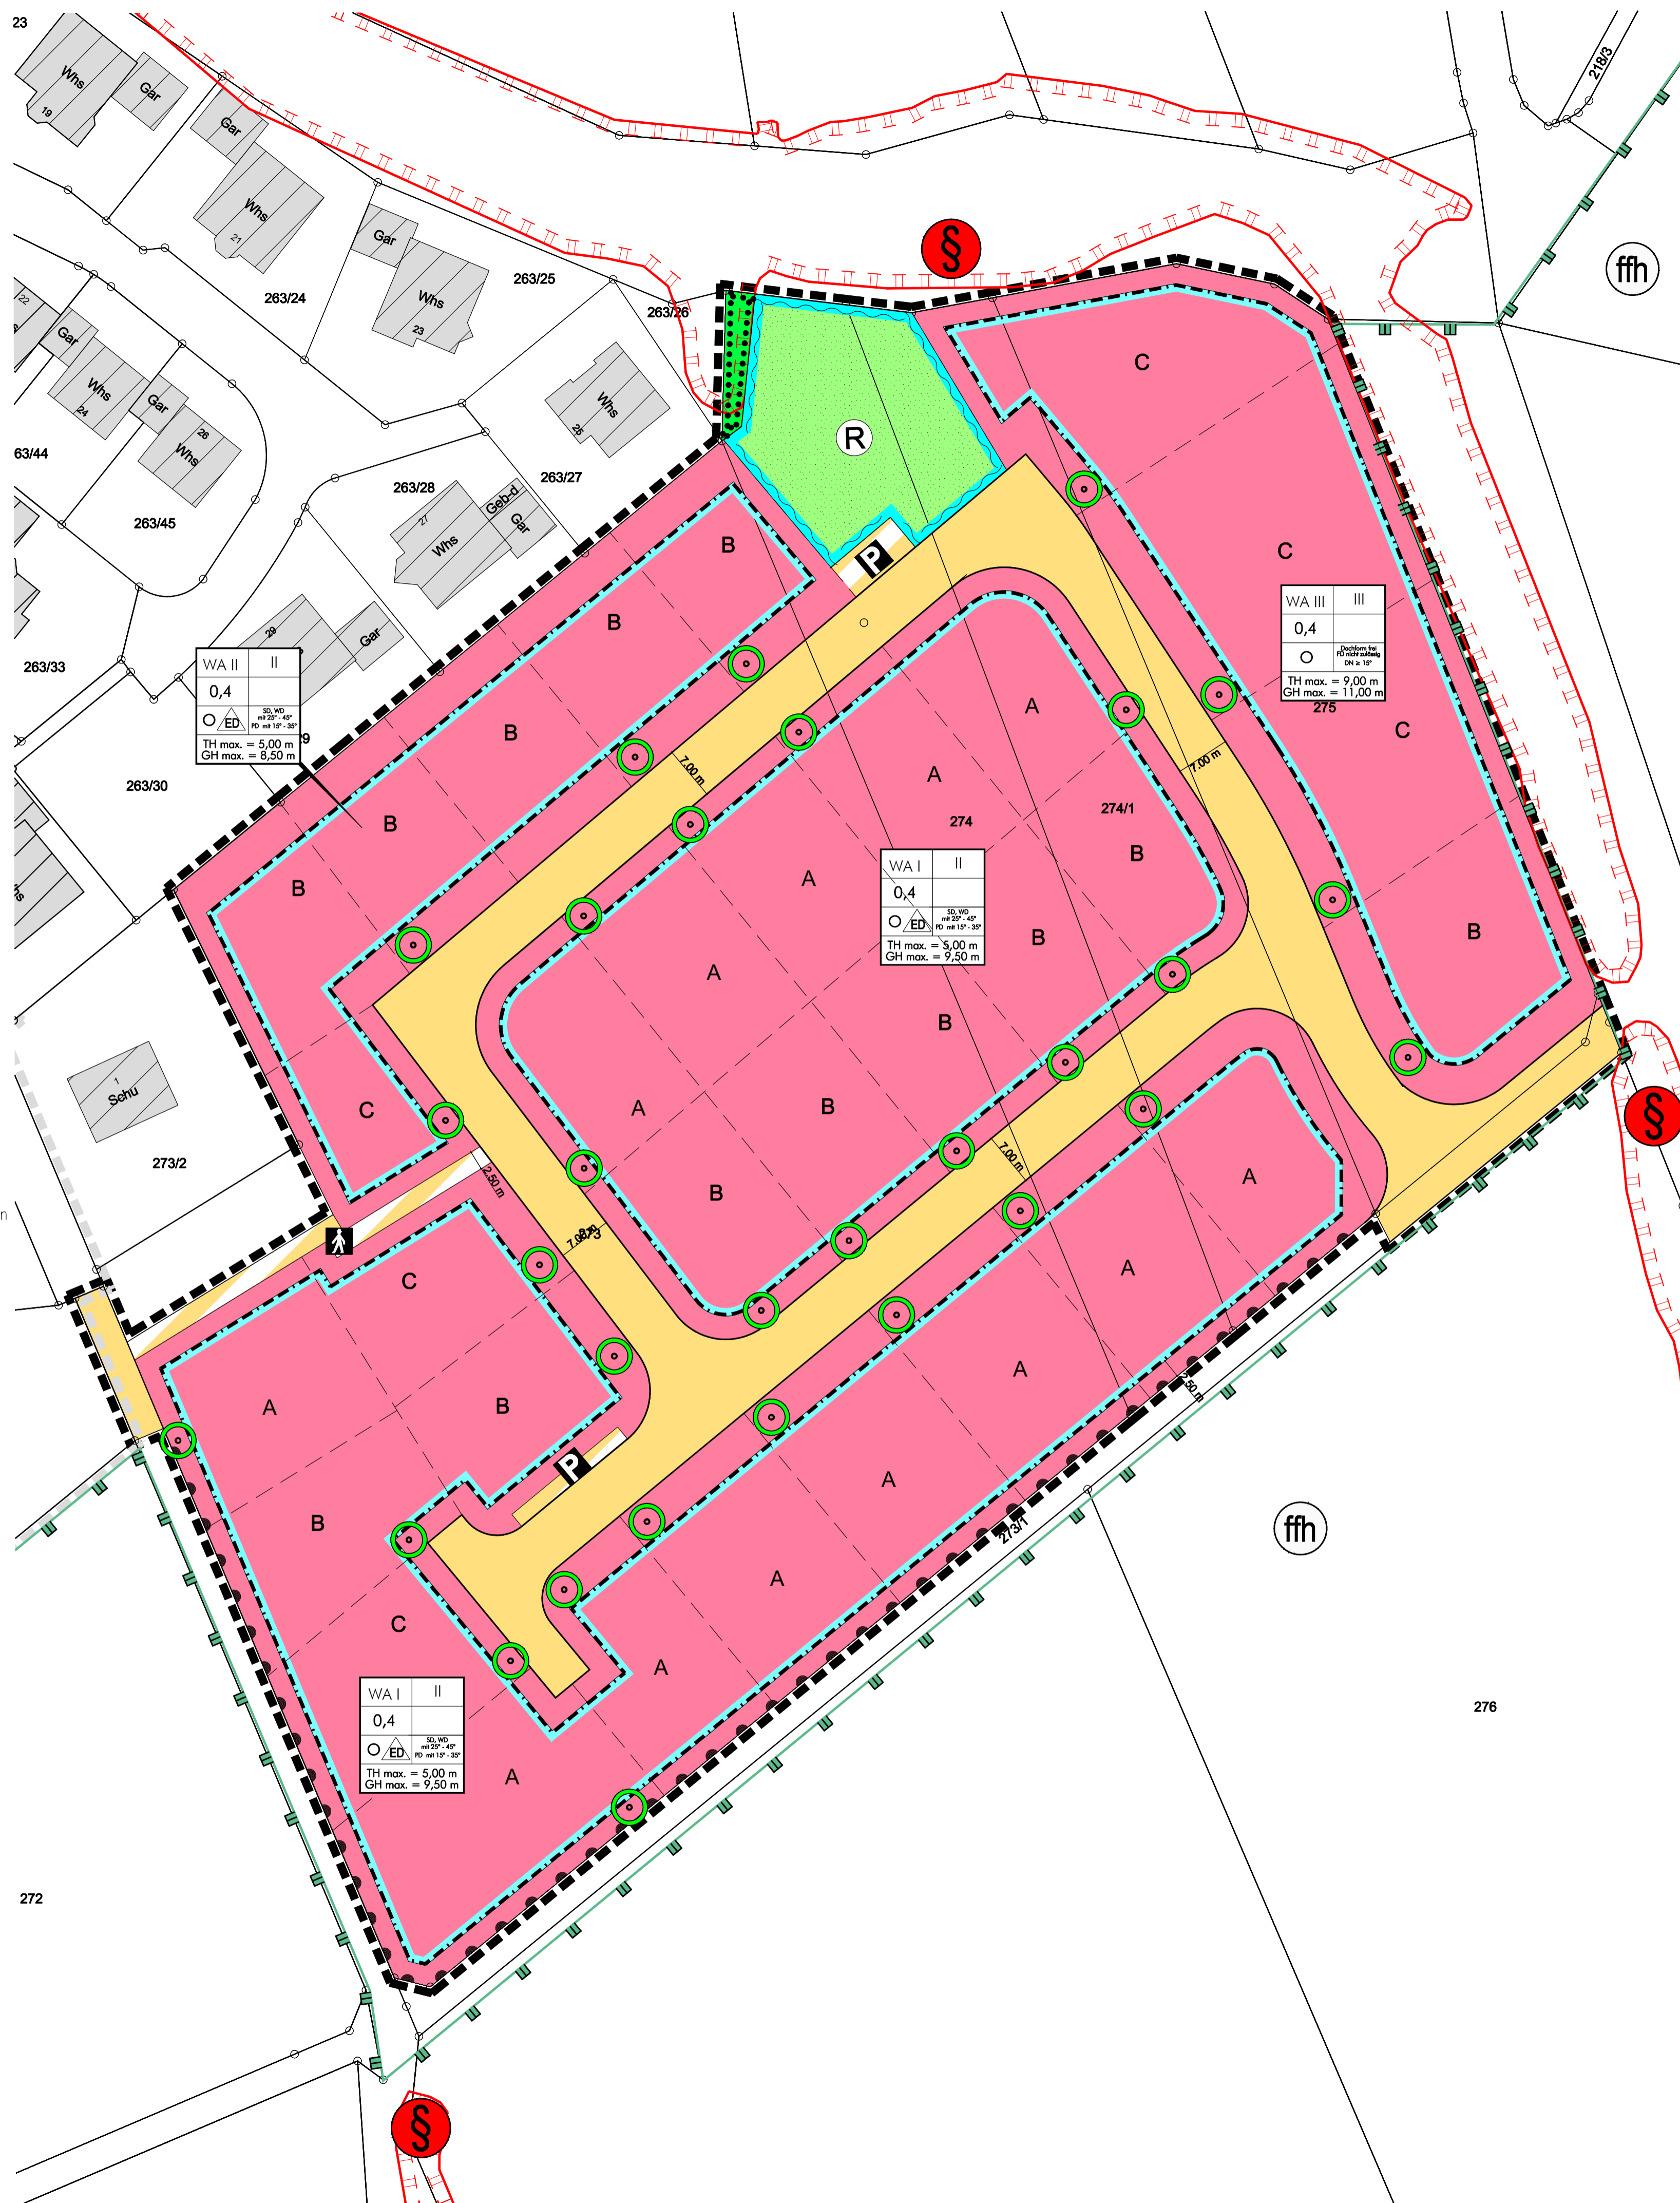 23
Whs
19
Gar
Gar
Whs
21
Gar
Whs
23
263/24
263/25
263/26
218/3
§
ffh
22
Gar
Whs
24
Gar
26
Whs
Whs
25
63/44
263/45
263/28
263/27
27
Whs
Geb-d
Gar
R
P
C
B
B
B
B
B
C
29
Gar
263/33
263/30
WA II
II
0,4
ED
SD, WD
mit 25° - 45°
PD mit 15° - 35°
TH max. = 5,00 m
GH max. = 8,50 m
9
C
WA III
III
0,4
Dachform frei
FD nicht zulässig
DN ≥ 15°
TH max. = 9,00 m
GH max. = 11,00 m
275
C
B
7.00 m
7.00 m
A
A
A
A
A
274
274/1
B
B
B
B
B
WA I
II
0,4
ED
SD, WD
mit 25° - 45°
PD mit 15° - 35°
TH max. = 5,00 m
GH max. = 9,50 m
1
Schu
273/2
n
2.50 m
7.00 m
273
7.00 m
§
C
A
B
B
C
P
A
A
A
A
A
A
A
2.50 m
273/1
ffh
276
WA I
II
0,4
ED
SD, WD
mit 25° - 45°
PD mit 15° - 35°
TH max. = 5,00 m
GH max. = 9,50 m
272
§